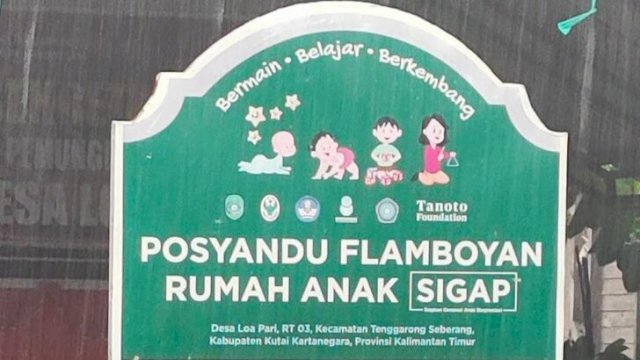 Bermain • Belajar • Berkembang
Tanoto
Foundation
POSYANDU FLAMBOYAN
RUMAH ANAK SIGAP
Desa Loa Pari, RT 03, Kecamatan Tenggarong Seberang,
Kabupaten Kutai Kartanegara, Provinsi Kalimantan Timur